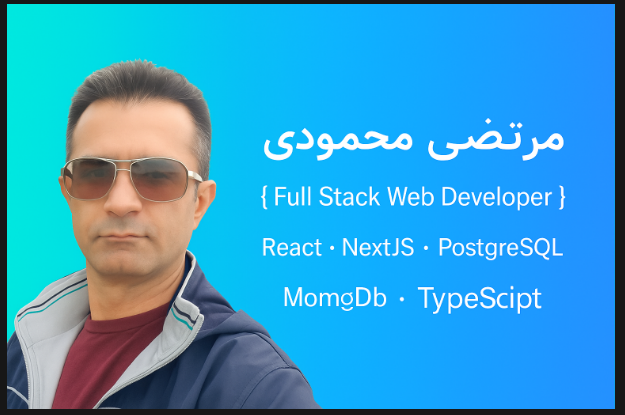 مرتضی محمودی
{ Full Stack Web Developer }
React · NextJS · PostgreSQL
MomgDb · TypeScipt